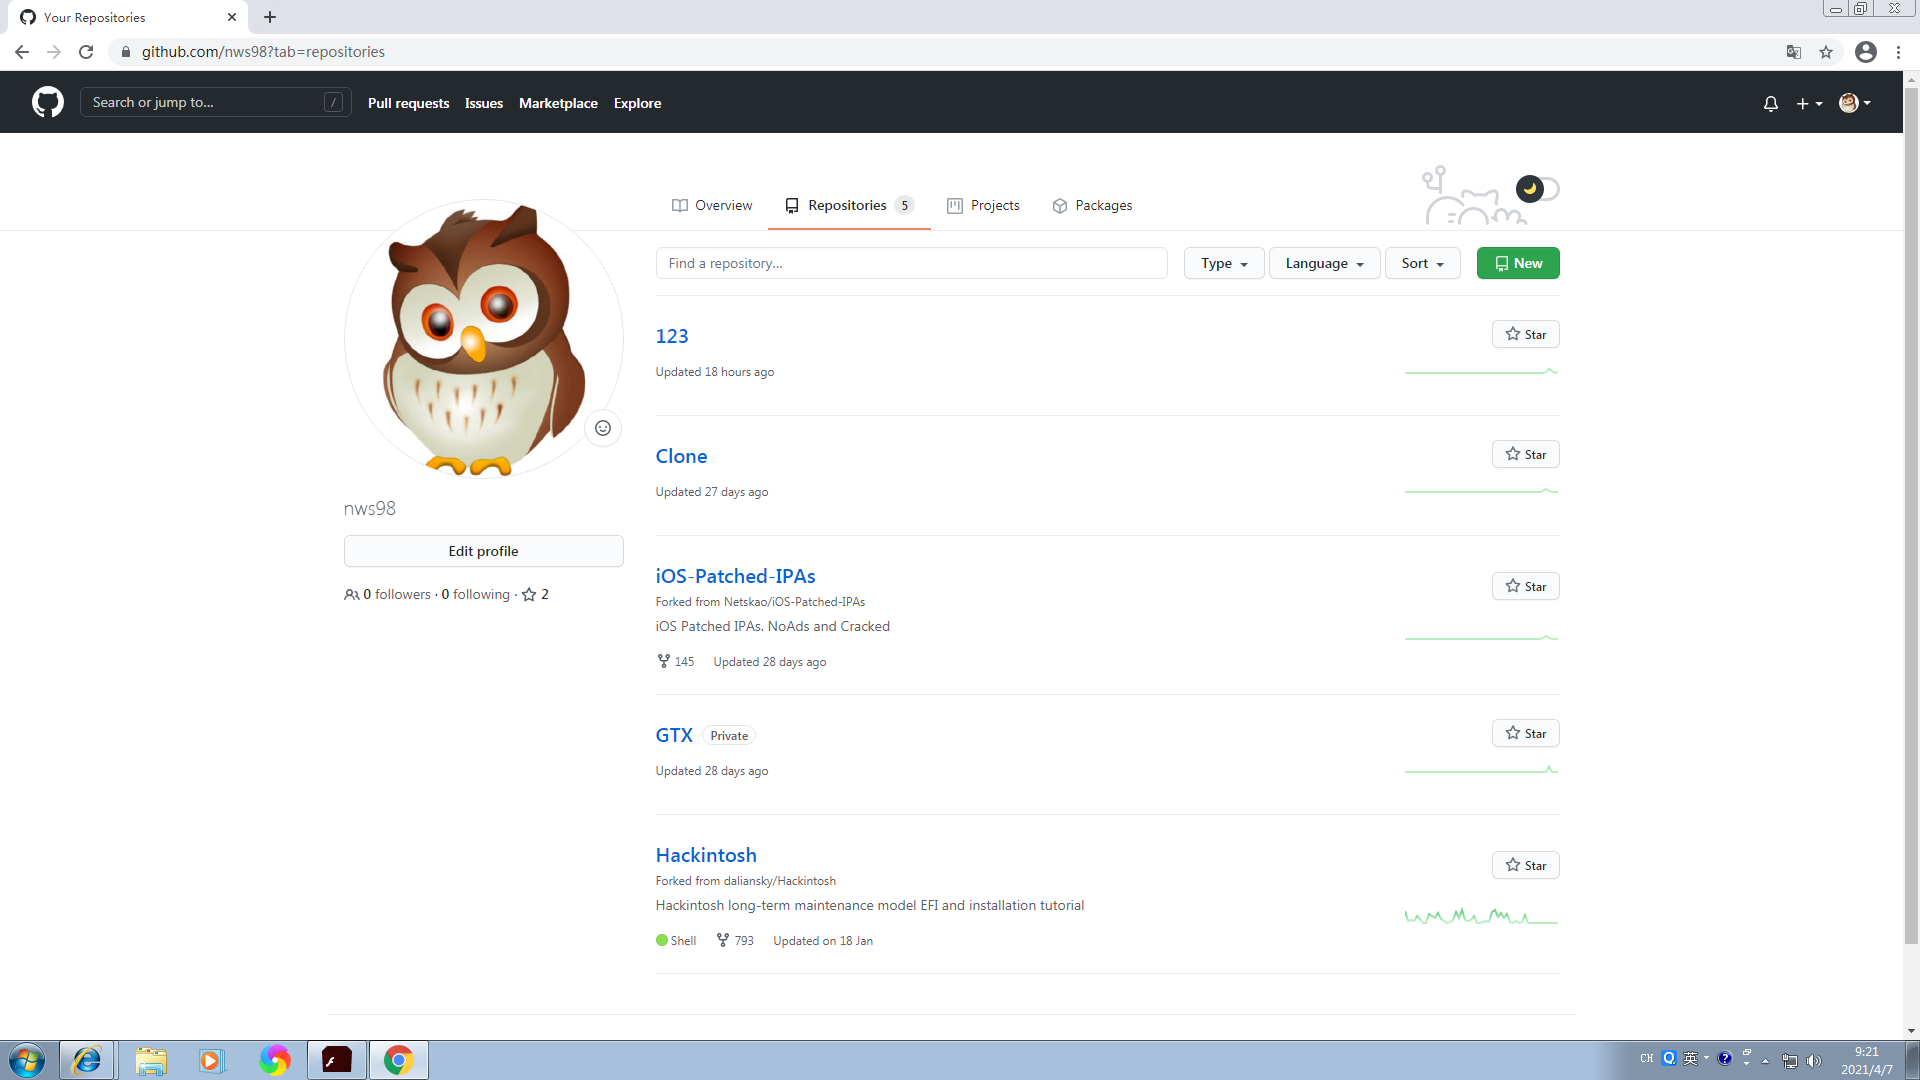 Your Repositories
github.com/nws98?tab=repositories
Search or jump to... /
Pull requests Issues Marketplace Explore
Overview Repositories 5 Projects Packages
Find a repository... Type Language Sort New
123 Star
Updated 18 hours ago
Clone Star
Updated 27 days ago
nws98
Edit profile
0 followers · 0 following · 2
iOS-Patched-IPAs Star
Forked from Netskao/iOS-Patched-IPAs
iOS Patched IPAs. NoAds and Cracked
145 Updated 28 days ago
GTX Private Star
Updated 28 days ago
Hackintosh Star
Forked from daliansky/Hackintosh
Hackintosh long-term maintenance model EFI and installation tutorial
Shell 793 Updated on 18 Jan
CH 英 ?
9:21
2021/4/7